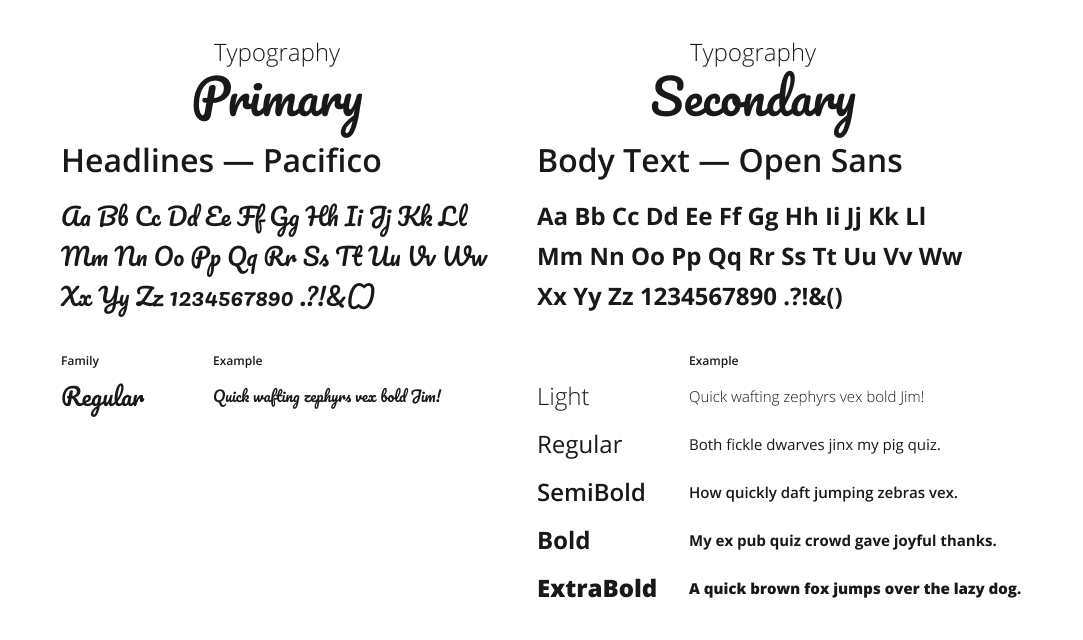 Typography
Primary
Headlines — Pacifico
Aa Bb Cc Dd Ee Ff Gg Hh Ii Jj Kk Ll
Mm Nn Oo Pp Qq Rr Ss Tt Uu Vv Ww
Xx Yy Zz 1234567890 .?!&()
Family Example
Regular Quick wafting zephyrs vex bold Jim!
Typography
Secondary
Body Text — Open Sans
Aa Bb Cc Dd Ee Ff Gg Hh Ii Jj Kk Ll
Mm Nn Oo Pp Qq Rr Ss Tt Uu Vv Ww
Xx Yy Zz 1234567890 .?!&()
Example
Light Quick wafting zephyrs vex bold Jim!
Regular Both fickle dwarves jinx my pig quiz.
SemiBold How quickly daft jumping zebras vex.
Bold My ex pub quiz crowd gave joyful thanks.
ExtraBold A quick brown fox jumps over the lazy dog.